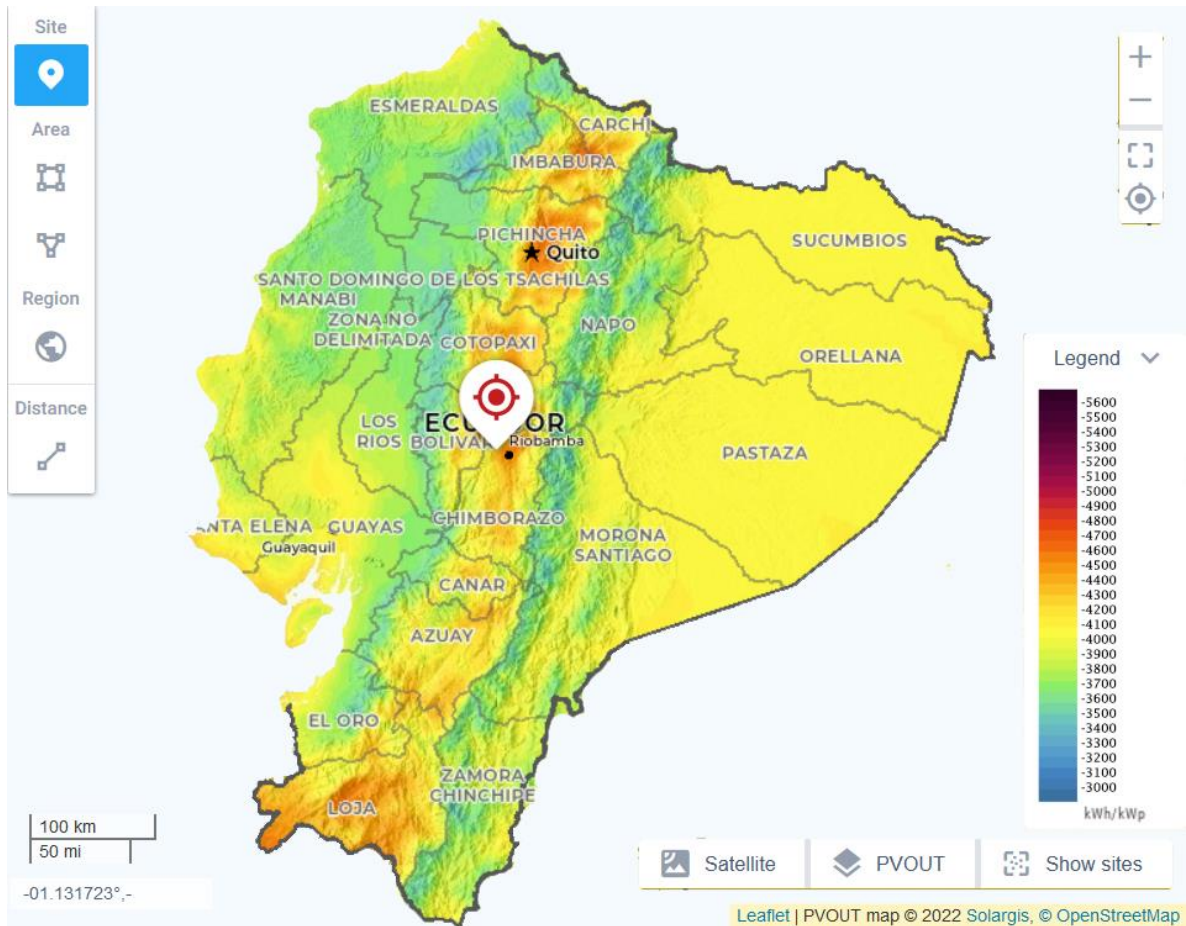 Site
Area
Region
Distance
ESMERALDAS
CARCHI
IMBABURA
PICHINCHA
Quito
SUCUMBIOS
SANTO DOMINGO DE LOS TSACHILAS
MANABI
ZONA NO
DELIMITADA
COTOPAXI
NAPO
ORELLANA
LOS
RIOS
BOLIVAR
Riobamba
PASTAZA
CHIMBORAZO
MORONA
SANTIAGO
NTA ELENA
GUAYAS
Guayaquil
CANAR
AZUAY
EL ORO
ZAMORA
CHINCHIPE
LOJA
Legend
-5600
-5500
-5400
-5300
-5200
-5100
-5000
-4900
-4800
-4700
-4600
-4500
-4400
-4300
-4200
-4100
-4000
-3900
-3800
-3700
-3600
-3500
-3400
-3300
-3200
-3100
-3000
kWh/kWp
100 km
50 mi
-01.131723°,-
Satellite
PVOUT
Show sites
Leaflet | PVOUT map © 2022 Solargis, © OpenStreetMap